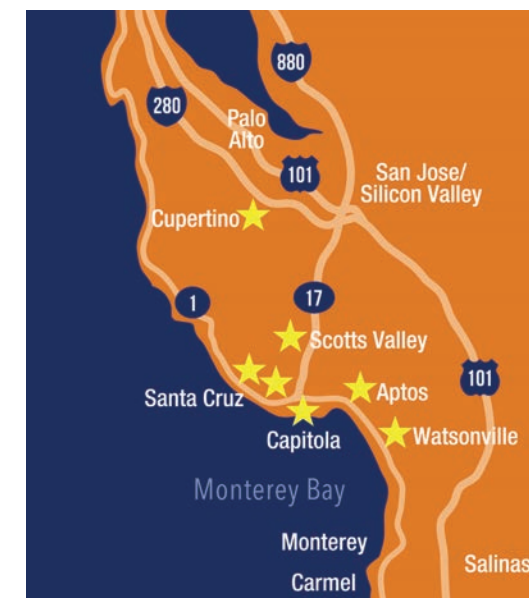 880
280
Palo
Alto
101
San Jose/
Silicon Valley
Cupertino
1
17
Scotts Valley
101
Santa Cruz
Aptos
Capitola
Watsonville
Monterey Bay
Monterey
Salinas
Carmel